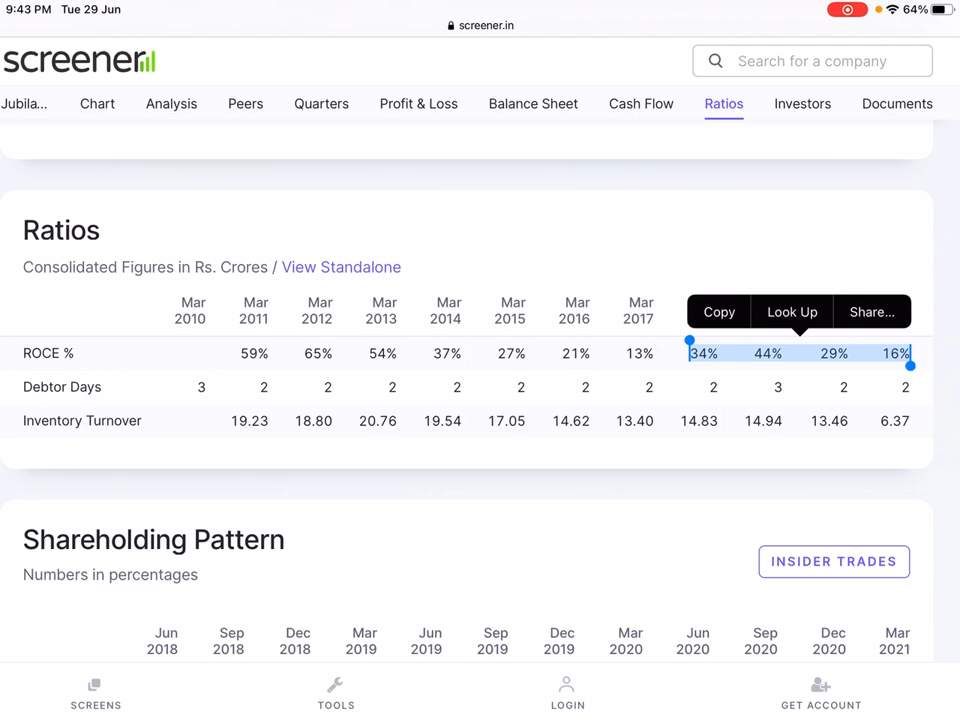 9:43 PM Tue 29 Jun
64%
screener.in
screener
Search for a company
Jubila... Chart Analysis Peers Quarters Profit & Loss Balance Sheet Cash Flow Ratios Investors Documents
Ratios
Consolidated Figures in Rs. Crores / View Standalone
Mar 2010 Mar 2011 Mar 2012 Mar 2013 Mar 2014 Mar 2015 Mar 2016 Mar 2017
Copy Look Up Share...
ROCE % 59% 65% 54% 37% 27% 21% 13% 34% 44% 29% 16%
Debtor Days 3 2 2 2 2 2 2 2 2 3 2 2
Inventory Turnover 19.23 18.80 20.76 19.54 17.05 14.62 13.40 14.83 14.94 13.46 6.37
Shareholding Pattern
Numbers in percentages
INSIDER TRADES
Jun 2018 Sep 2018 Dec 2018 Mar 2019 Jun 2019 Sep 2019 Dec 2019 Mar 2020 Jun 2020 Sep 2020 Dec 2020 Mar 2021
SCREENS TOOLS LOGIN GET ACCOUNT